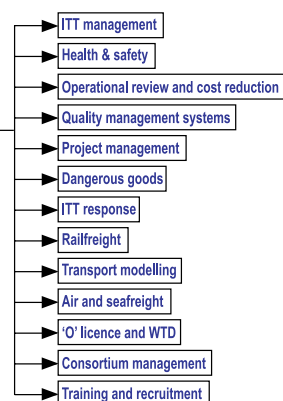 ITT management
Health & safety
Operational review and cost reduction
Quality management systems
Project management
Dangerous goods
ITT response
Railfreight
Transport modelling
Air and seafreight
‘O’ licence and WTD
Consortium management
Training and recruitment